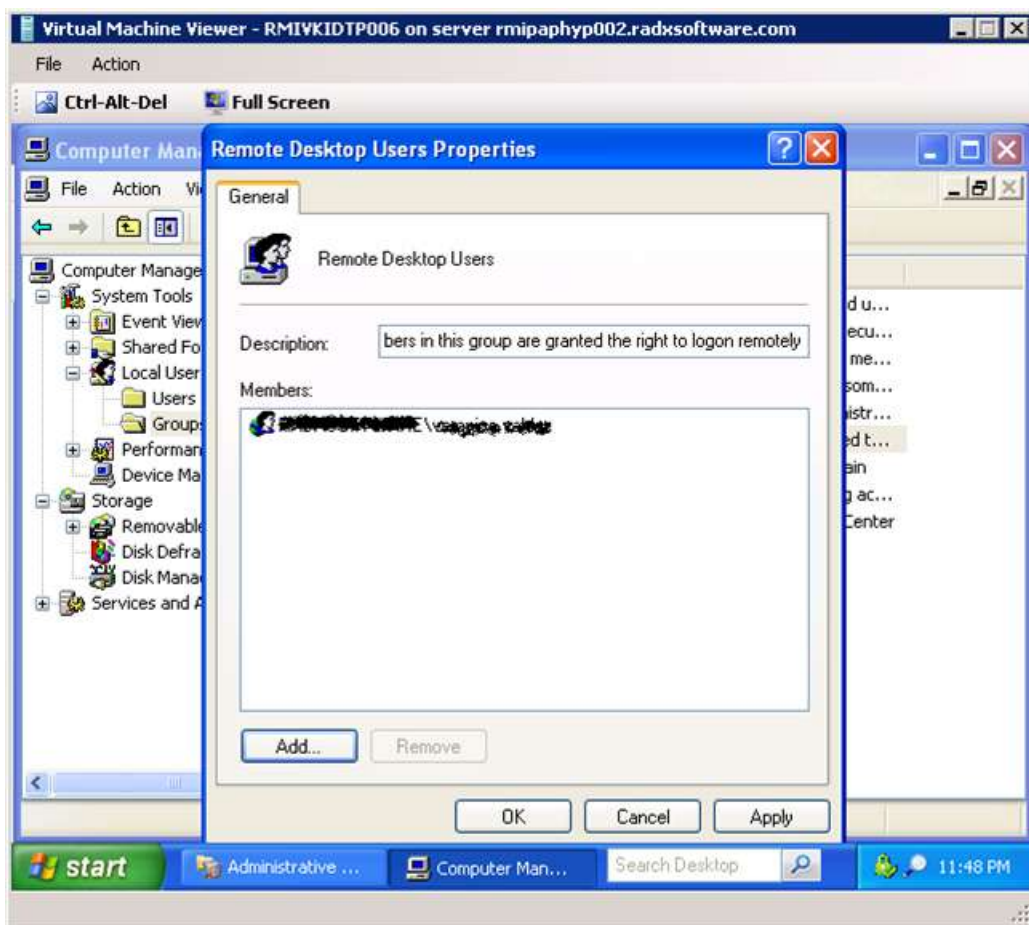 Virtual Machine Viewer - RMIVKIDTP006 on server rmipaphyp002.radxsoftware.com
File Action
Ctrl-Alt-Del Full Screen
Computer Man
Remote Desktop Users Properties
File Action Vi
General
Remote Desktop Users
Computer Manage
System Tools
Event View
Shared Fo
Local User
Users
Groups
Performan
Device Ma
Storage
Removable
Disk Defra
Disk Mana
Services and A
Description: bers in this group are granted the right to logon remotely
Members:
E\
d u...
ecu...
me...
som...
istr...
ed t...
ain
g ac...
Center
Add... Remove
OK Cancel Apply
start Administrative ... Computer Man... Search Desktop 11:48 PM